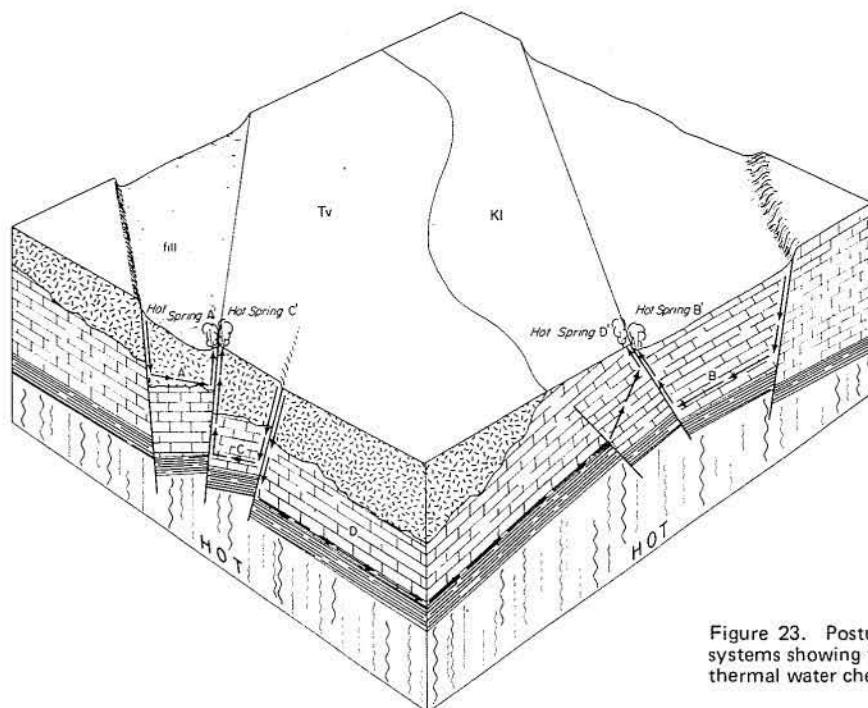 Tv
Kl
fill
Hot
Spring A'
Hot Spring C'
Hot Spring B'
Hot Spring D'
A
B
C
D
HOT
HOT
Figure 23. Postu
systems showing
thermal water che